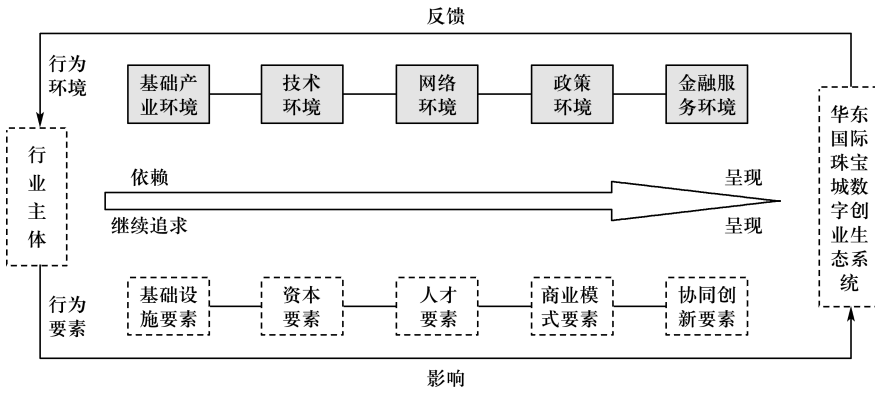 反馈
行为
环境
基础产
业环境
技术
环境
网络
环境
政策
环境
金融服
务环境
行
业
主
体
依赖
呈现
继续追求
呈现
华东
国际
珠宝
城数
字创
业生
态系
统
行为
要素
基础设
施要素
资本
要素
人才
要素
商业模
式要素
协同创
新要素
影响